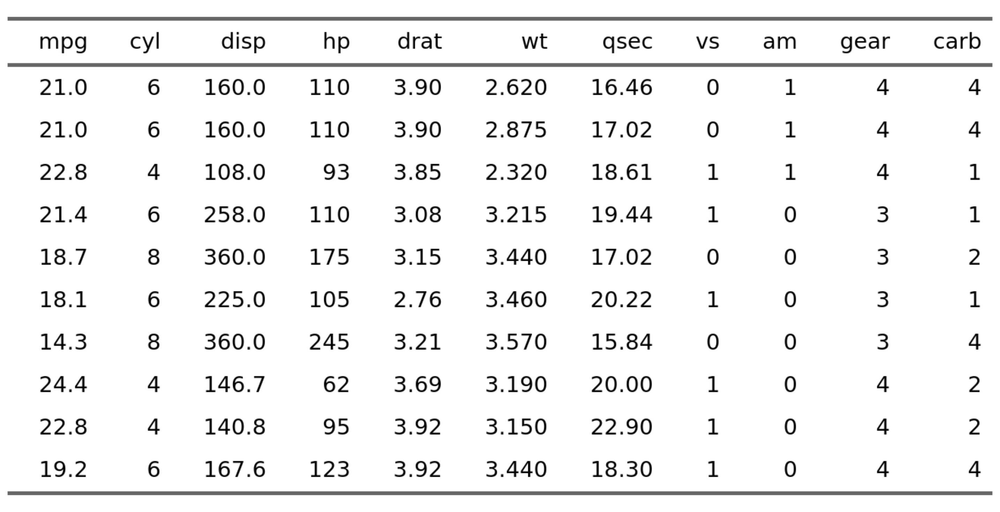 mpg cyl disp hp drat wt qsec vs am gear carb
21.0 6 160.0 110 3.90 2.620 16.46 0 1 4 4
21.0 6 160.0 110 3.90 2.875 17.02 0 1 4 4
22.8 4 108.0 93 3.85 2.320 18.61 1 1 4 1
21.4 6 258.0 110 3.08 3.215 19.44 1 0 3 1
18.7 8 360.0 175 3.15 3.440 17.02 0 0 3 2
18.1 6 225.0 105 2.76 3.460 20.22 1 0 3 1
14.3 8 360.0 245 3.21 3.570 15.84 0 0 3 4
24.4 4 146.7 62 3.69 3.190 20.00 1 0 4 2
22.8 4 140.8 95 3.92 3.150 22.90 1 0 4 2
19.2 6 167.6 123 3.92 3.440 18.30 1 0 4 4